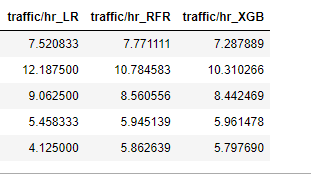 traffic/hr_LR traffic/hr_RFR traffic/hr_XGB
7.520833 7.771111 7.287889
12.187500 10.784583 10.310266
9.062500 8.560556 8.442469
5.458333 5.945139 5.961478
4.125000 5.862639 5.797690